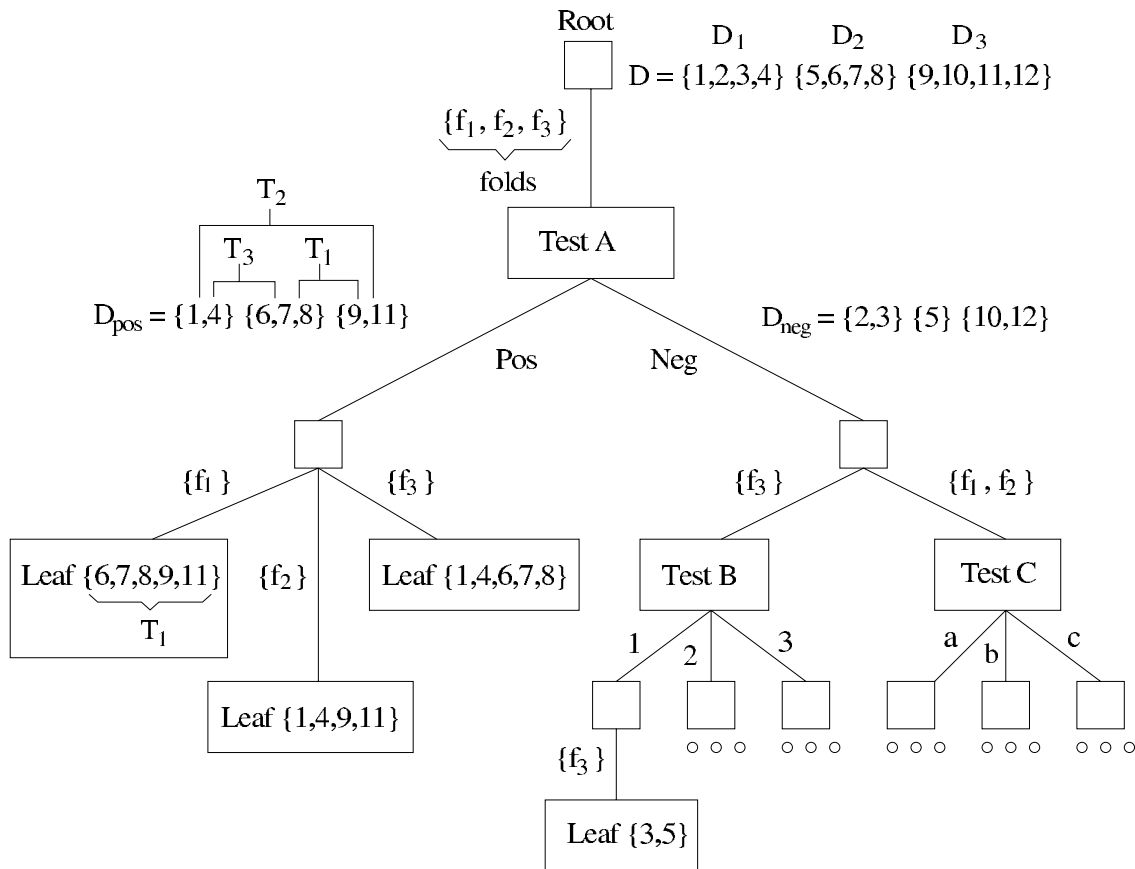 Root
D₁ D₂ D₃
D = {1,2,3,4} {5,6,7,8} {9,10,11,12}
{f₁ , f₂ , f₃ }
folds
T₂
T₃ T₁
Test A
D_pos = {1,4} {6,7,8} {9,11}
D_neg = {2,3} {5} {10,12}
Pos
Neg
{f₁ }
{f₃ }
{f₃ }
{f₁ , f₂ }
Leaf {6,7,8,9,11}
T₁
{f₂ }
Leaf {1,4,6,7,8}
Test B
Test C
1
2
3
a
b
c
Leaf {1,4,9,11}
{f₃ }
Leaf {3,5}